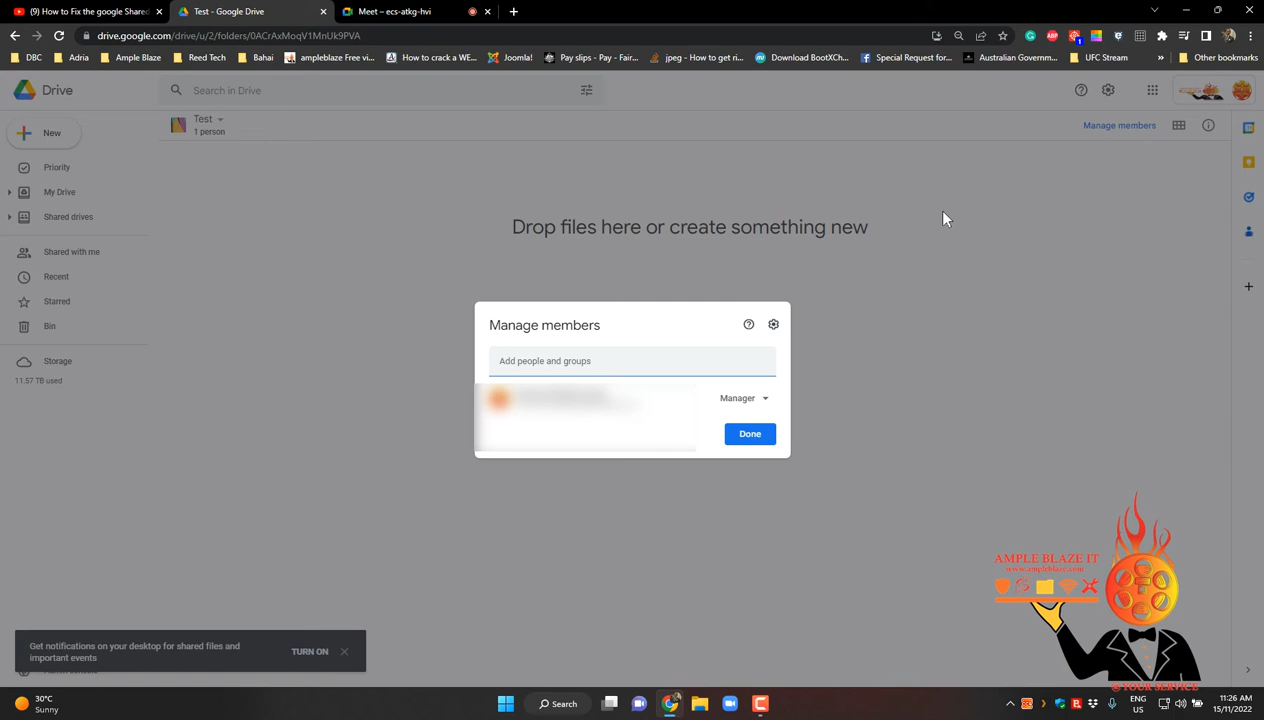 (9) How to Fix the google Shared
Test - Google Drive
Meet – ecs-atkg-hvi
drive.google.com/drive/u/2/folders/0ACrAxMoqV1MnUk9PVA
DBC
Adria
Ample Blaze
Reed Tech
Bahai
ampleblaze Free vi...
How to crack a WE...
Joomla!
Pay slips - Pay - Fair...
jpeg - How to get ri...
Download BootXCh...
Special Request for...
Australian Governm...
UFC Stream
»
Other bookmarks
Drive
Search in Drive
New
Test
1 person
Manage members
Priority
My Drive
Shared drives
Shared with me
Recent
Starred
Bin
Storage
11.57 TB used
Drop files here or create something new
Manage members
Add people and groups
Manager
Done
AMPLE BLAZE IT
www.ampleblaze.com
@YOUR SERVICE
Get notifications on your desktop for shared files and
important events
TURN ON
30°C
Sunny
Search
ENG
US
11:26 AM
15/11/2022